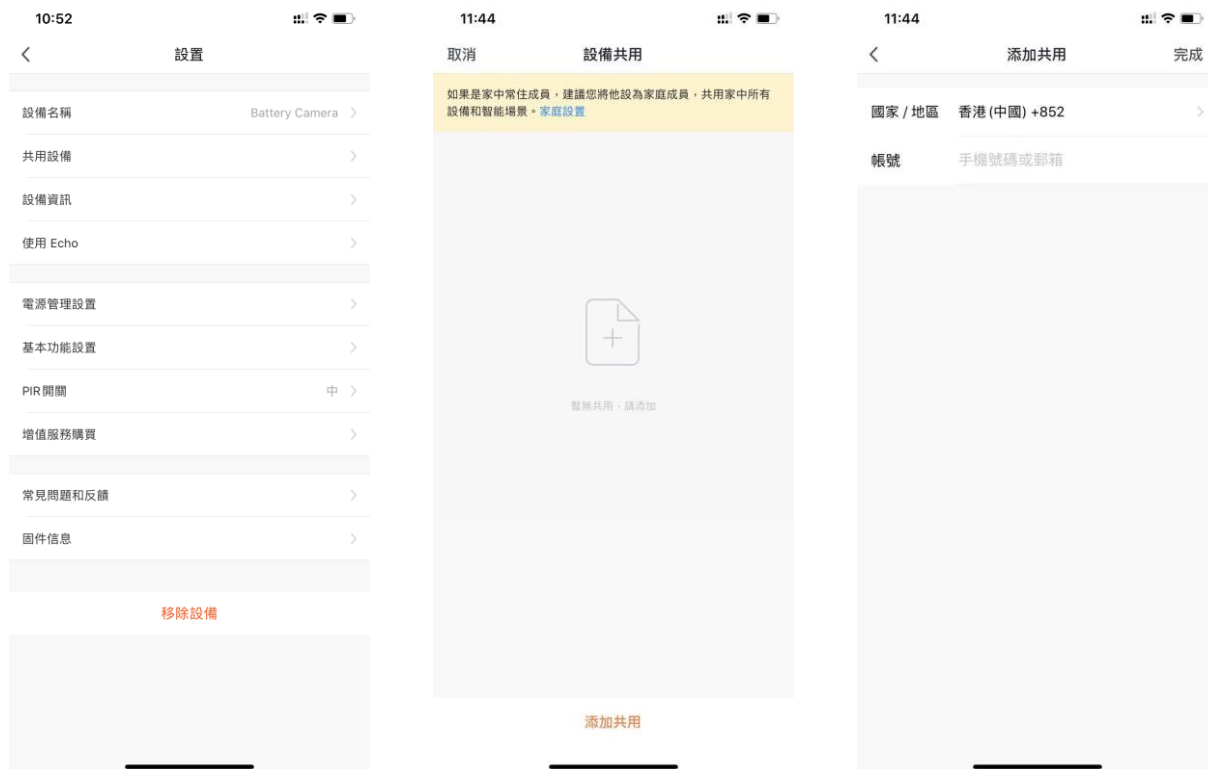 10:52
設置
設備名稱 Battery Camera
共用設備
設備資訊
使用 Echo
電源管理設置
基本功能設置
PIR開關 中
增值服務購買
常見問題和反饋
固件信息
移除設備
11:44
取消 設備共用
如果是家中常住成員，建議您將他設為家庭成員，共用家中所有
設備和智能場景。家庭設置
暫無共用，請添加
添加共用
11:44
添加共用 完成
國家 / 地區 香港(中國) +852
帳號 手機號碼或郵箱